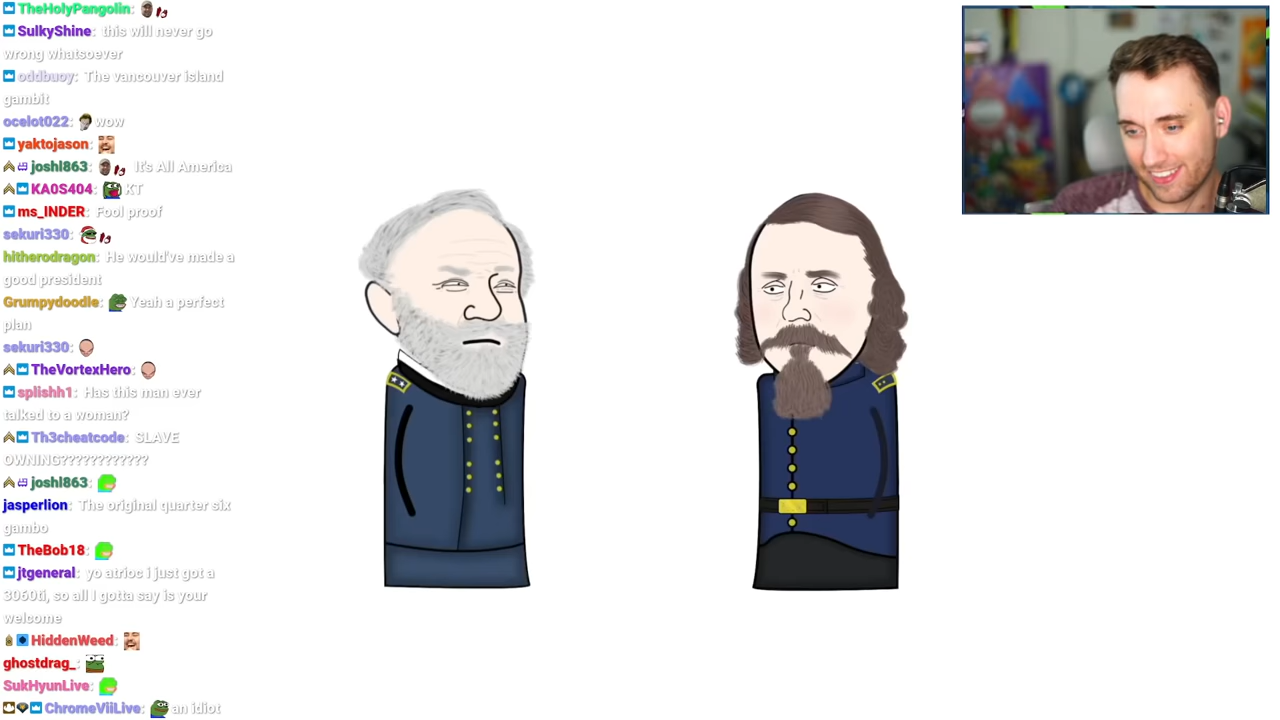 TheHolyPangolin:
SulkyShine: this will never go
wrong whatsoever
oddbuoy: The vancouver island
gambit
ocelot022: wow
yaktojason:
joshl863: It's All America
KA0S404: KT
ms_INDER: Fool proof
sekuri330:
hitherodragon: He would've made a
good president
Grumpydoodle: Yeah a perfect
plan
sekuri330:
TheVortexHero:
splishh1: Has this man ever
talked to a woman?
Th3cheatcode: SLAVE
OWNING????????????
joshl863:
jasperlion: The original quarter six
gambo
TheBob18:
jtgeneral: yo atrioc i just got a
3060ti, so all I gotta say is your
welcome
HiddenWeed:
ghostdrag_:
SukHyunLive:
ChromeViiLive: an idiot